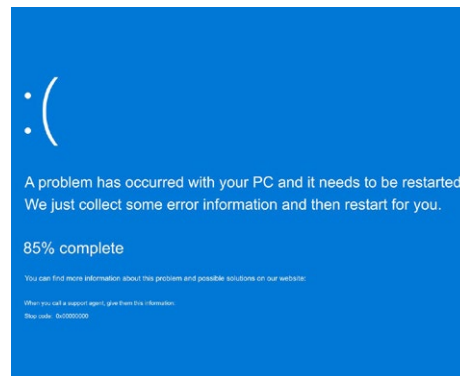 :(
A problem has occurred with your PC and it needs to be restarted
We just collect some error information and then restart for you.
85% complete
You can find more information about this problem and possible solutions on our website:
When you call a support agent, give them this information:
Stop code: 0x00000000